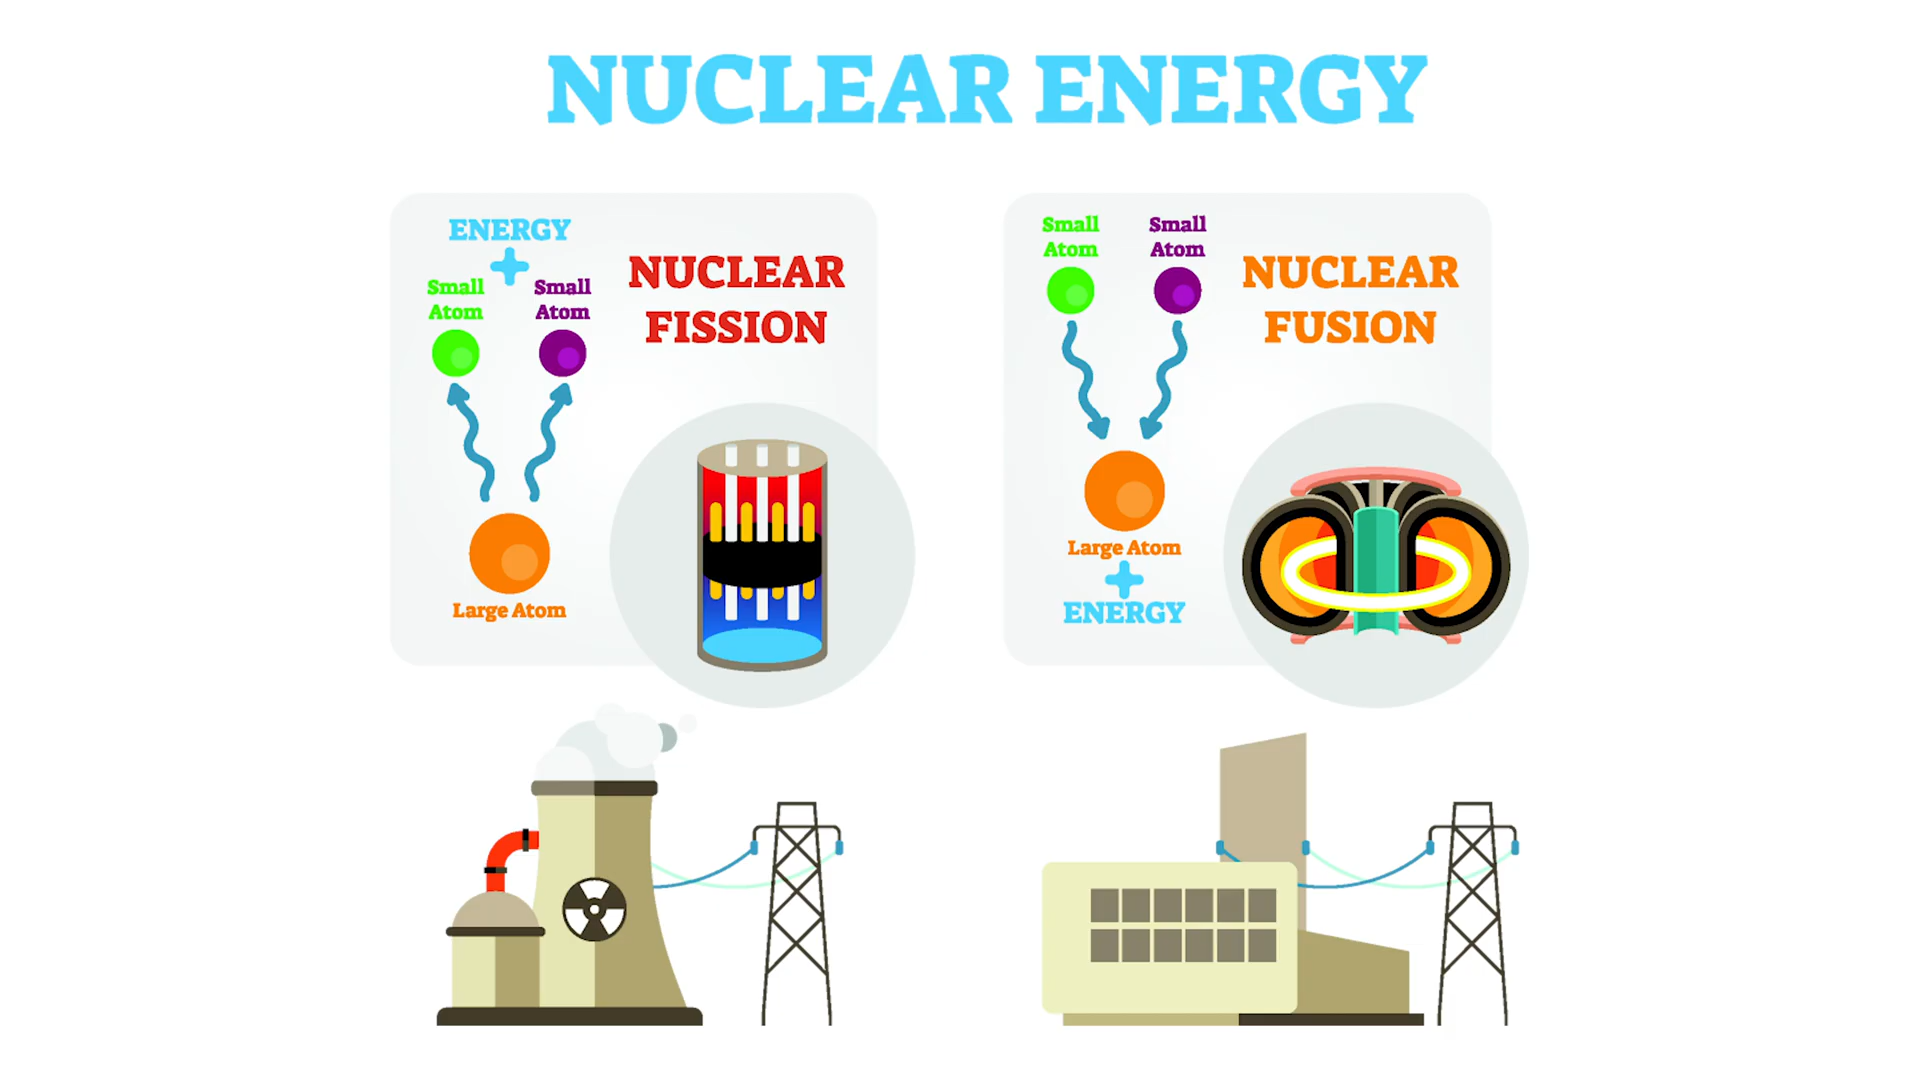 NUCLEAR ENERGY
ENERGY
Small Small
Atom Atom
Large Atom
NUCLEAR
FISSION
Small Small
Atom Atom
Large Atom
ENERGY
NUCLEAR
FUSION